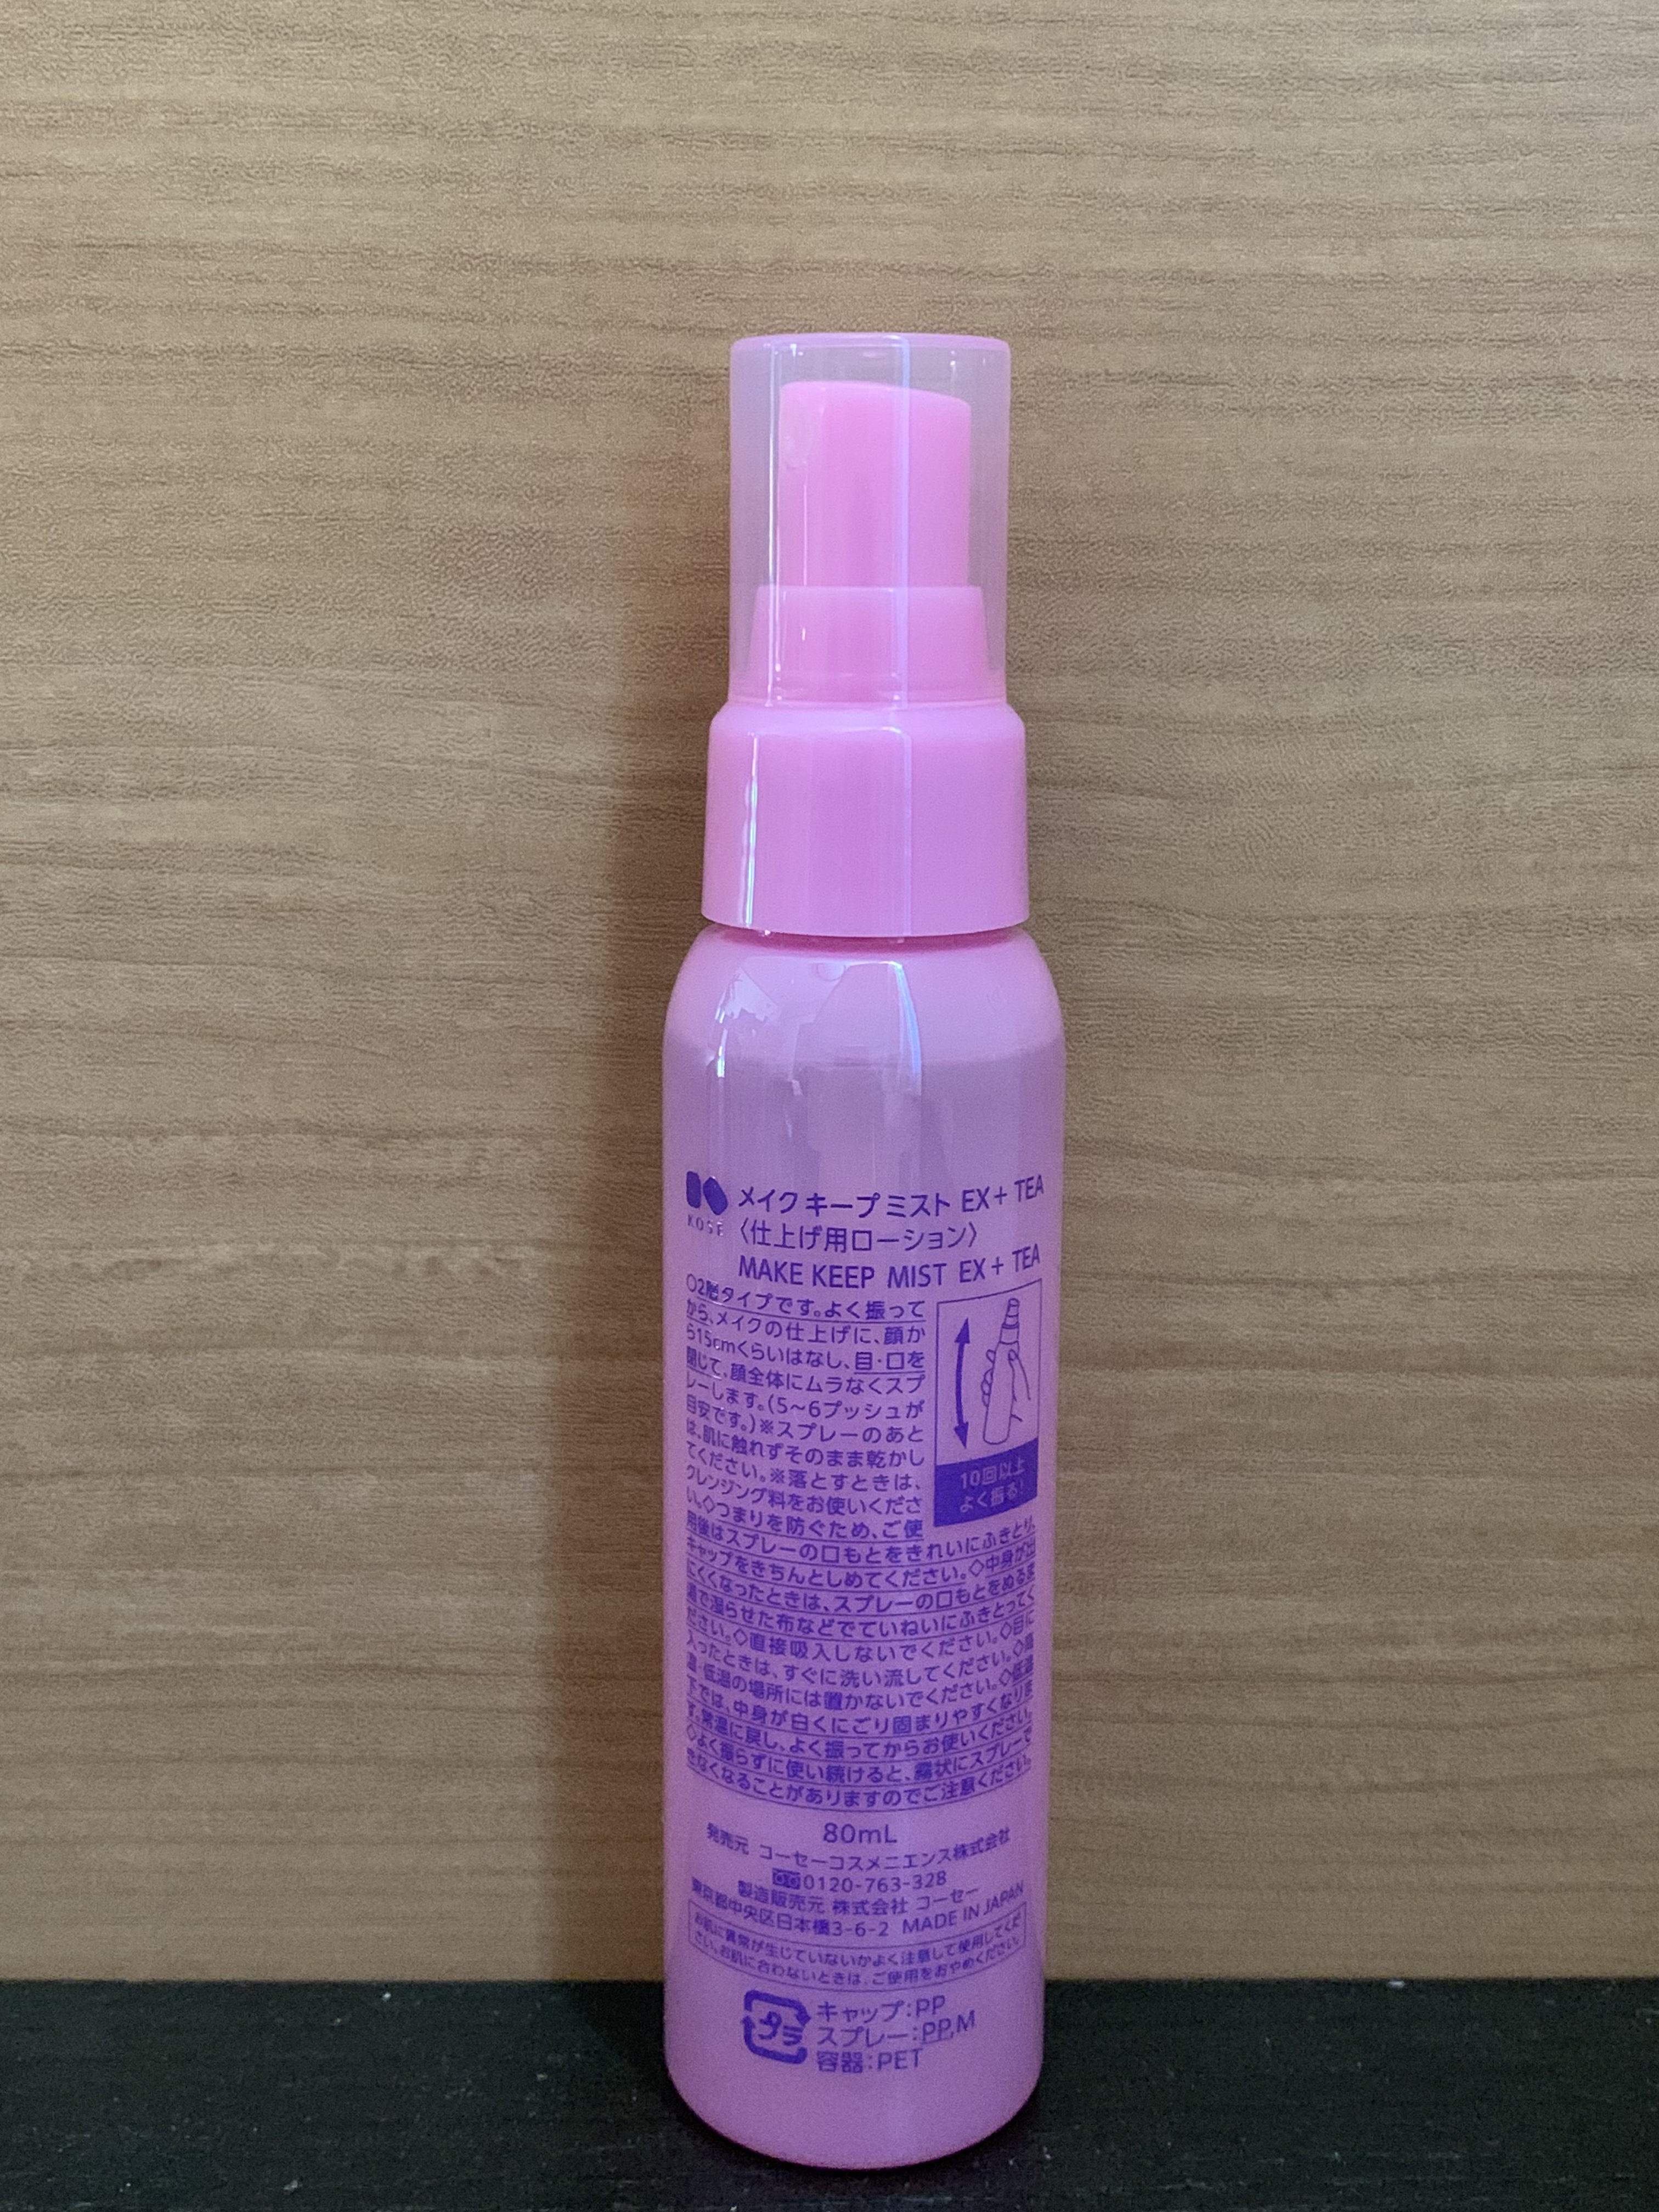 KOSÉ
メイク キープ ミスト EX+ TEA
〈仕上げ用ローション〉
MAKE KEEP MIST EX+ TEA
○2層タイプです。よく振って
から、メイクの仕上げに、顔か
ら15cmくらいはなし、目・口を
閉じて、顔全体にムラなくスプ
レーします。(5～6プッシュが
目安です。)※スプレーのあと
は、肌に触れずそのまま乾かし
てください。※落とすときは、
クレンジング料をお使いくださ
い。◇つまりを防ぐため、ご使
10回以上
よく振る!
用後はスプレーの口もとをきれいにふきとり、
キャップをきちんとしめてください。◇中身が出
にくくなったときは、スプレーの口もとをぬるま
湯で湿らせた布などでていねいにふきとってく
ださい。◇直接吸入しないでください。◇目に
入ったときは、すぐに洗い流してください。◇高
温・低温の場所には置かないでください。◇低温
下では、中身が白くにごり固まりやすくなりま
す。常温に戻し、よく振ってからお使いください。
◇よく振らずに使い続けると、霧状にスプレーで
きなくなることがありますのでご注意ください。
80mL
発売元 コーセーコスメニエンス株式会社
0120-763-328
製造販売元 株式会社 コーセー
東京都中央区日本橋3-6-2 MADE IN JAPAN
お肌に異常が生じていないかよく注意して使用してくだ
さい。お肌に合わないときは、ご使用をおやめください。
プラ
キャップ:PP
スプレー:PP,M
容器:PET